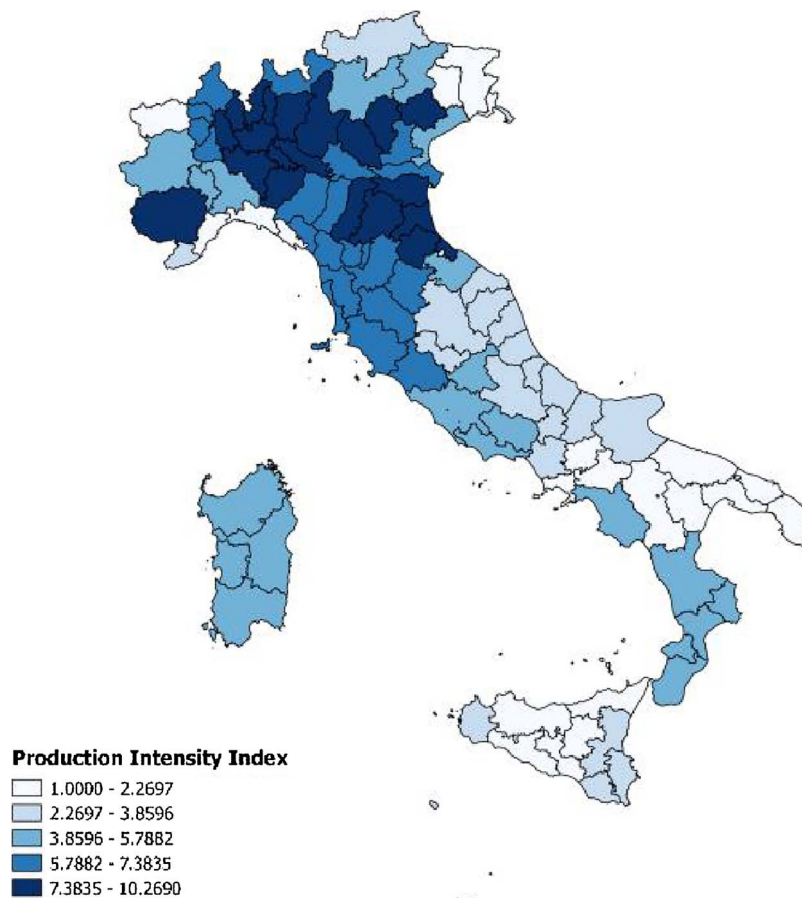 Production Intensity Index
1.0000 - 2.2697
2.2697 - 3.8596
3.8596 - 5.7882
5.7882 - 7.3835
7.3835 - 10.2690